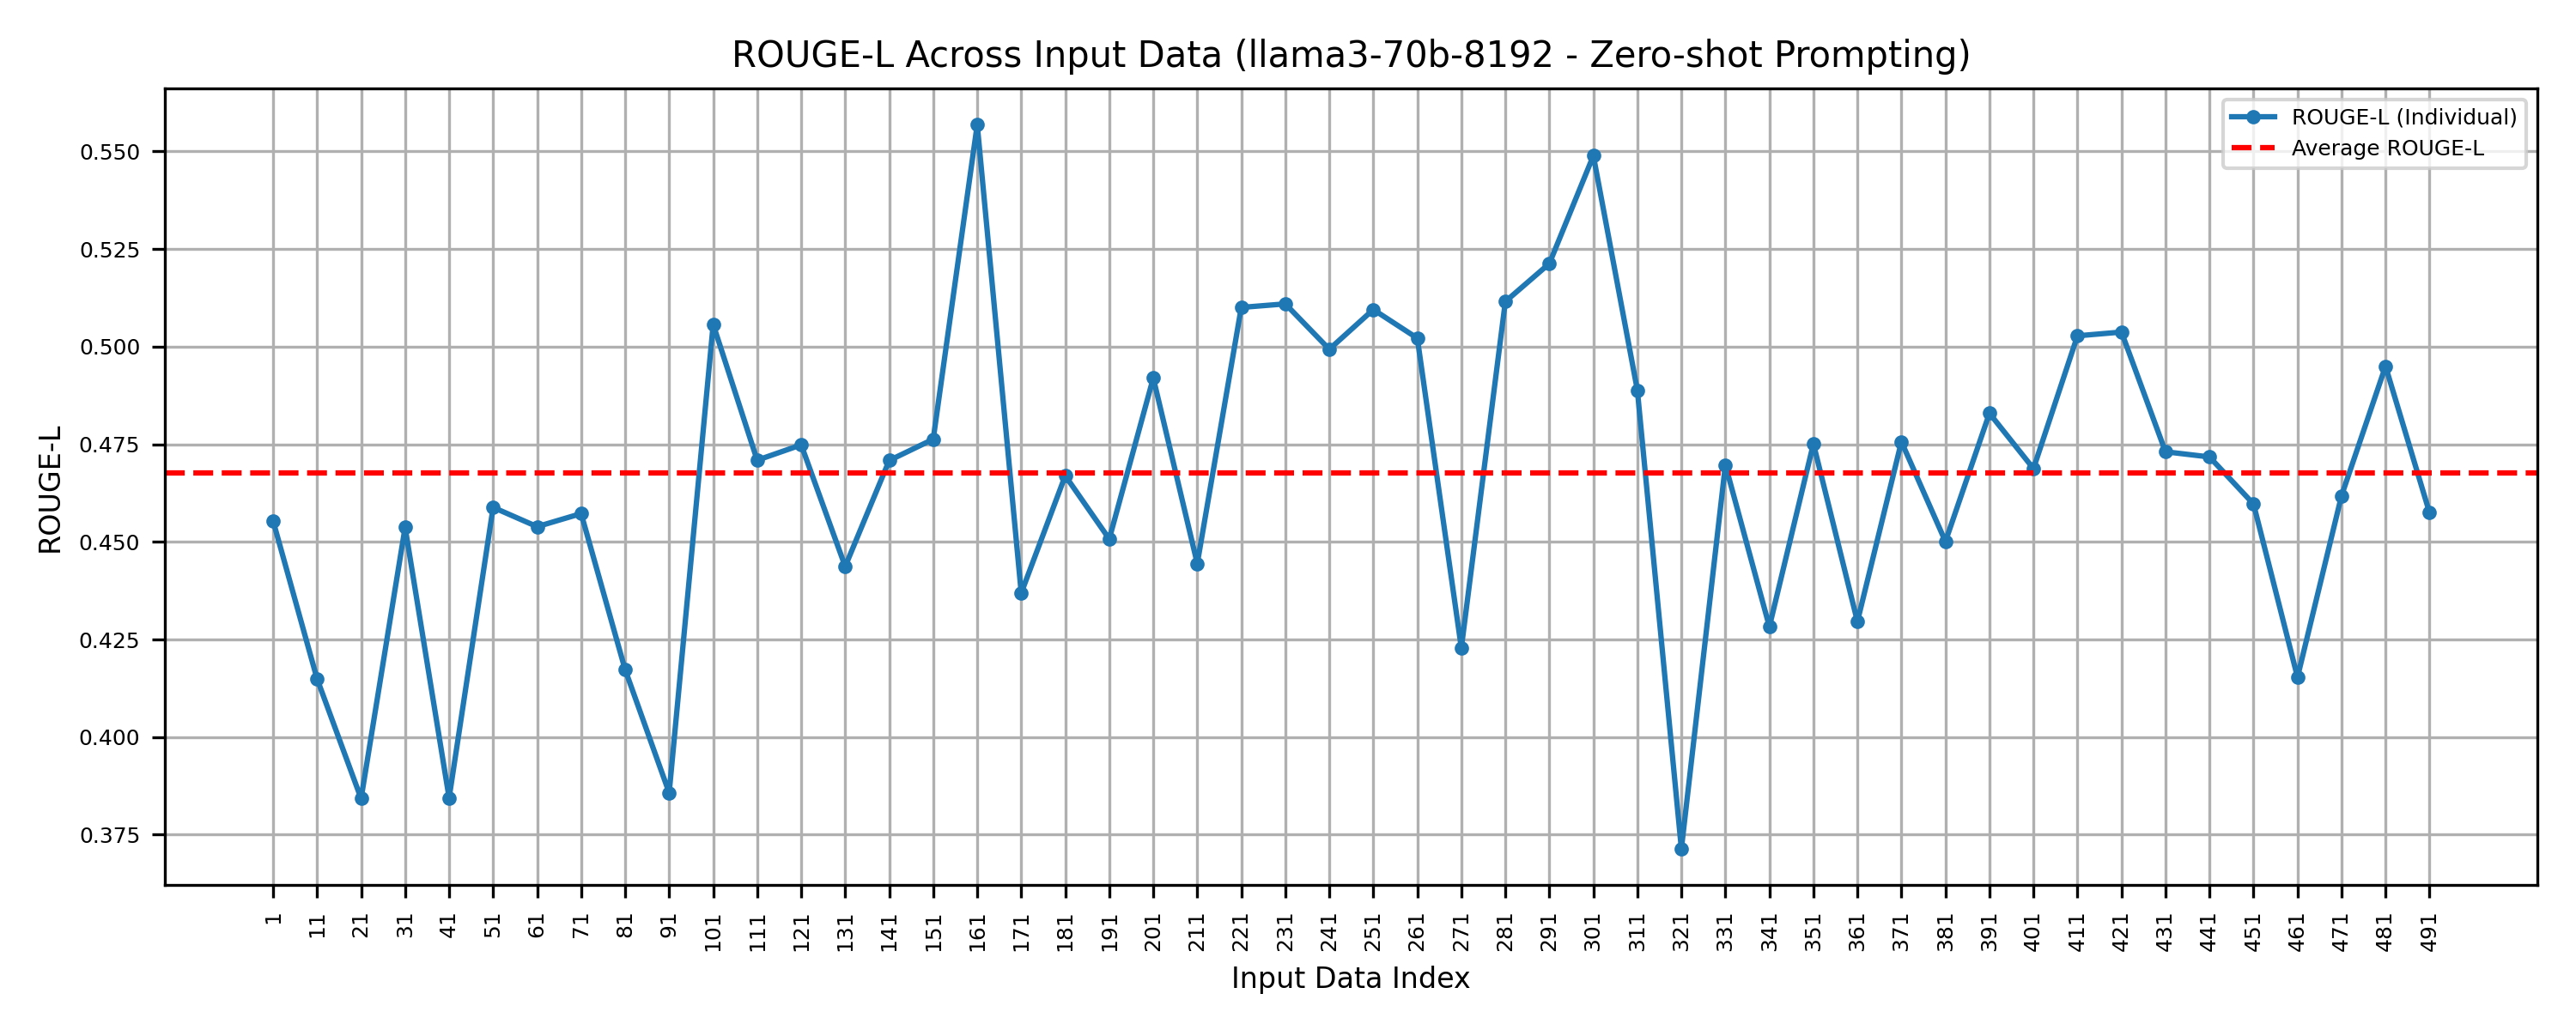 ROUGE-L Across Input Data (llama3-70b-8192 - Zero-shot Prompting)
ROUGE-L (Individual)
Average ROUGE-L
0.550
0.525
0.500
0.475
0.450
0.425
0.400
0.375
ROUGE-L
1 11 21 31 41 51 61 71 81 91 101 111 121 131 141 151 161 171 181 191 201 211 221 231 241 251 261 271 281 291 301 311 321 331 341 351 361 371 381 391 401 411 421 431 441 451 461 471 481 491
Input Data Index